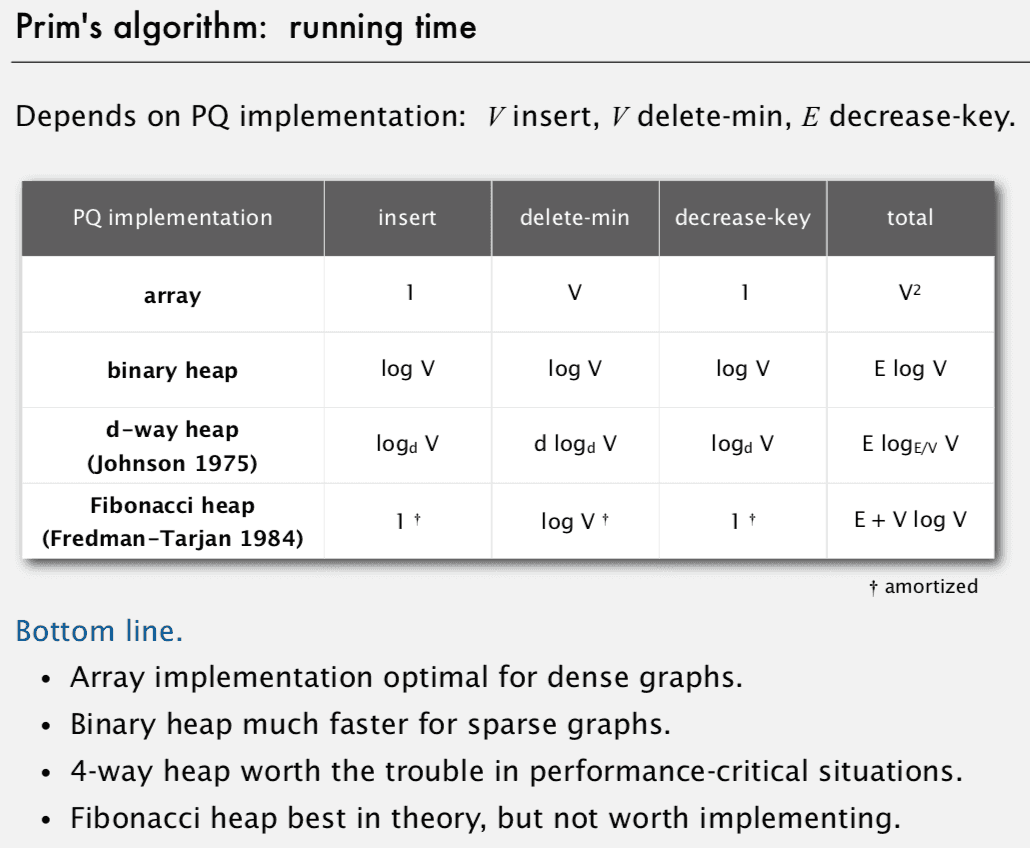 Prim's algorithm: running time
Depends on PQ implementation: V insert, V delete-min, E decrease-key.
PQ implementation insert delete-min decrease-key total
array 1 V 1 V²
binary heap log V log V log V E log V
d-way heap
(Johnson 1975) log_d V d log_d V log_d V E log_E/V V
Fibonacci heap
(Fredman-Tarjan 1984) 1 † log V † 1 † E + V log V
† amortized
Bottom line.
• Array implementation optimal for dense graphs.
• Binary heap much faster for sparse graphs.
• 4-way heap worth the trouble in performance-critical situations.
• Fibonacci heap best in theory, but not worth implementing.